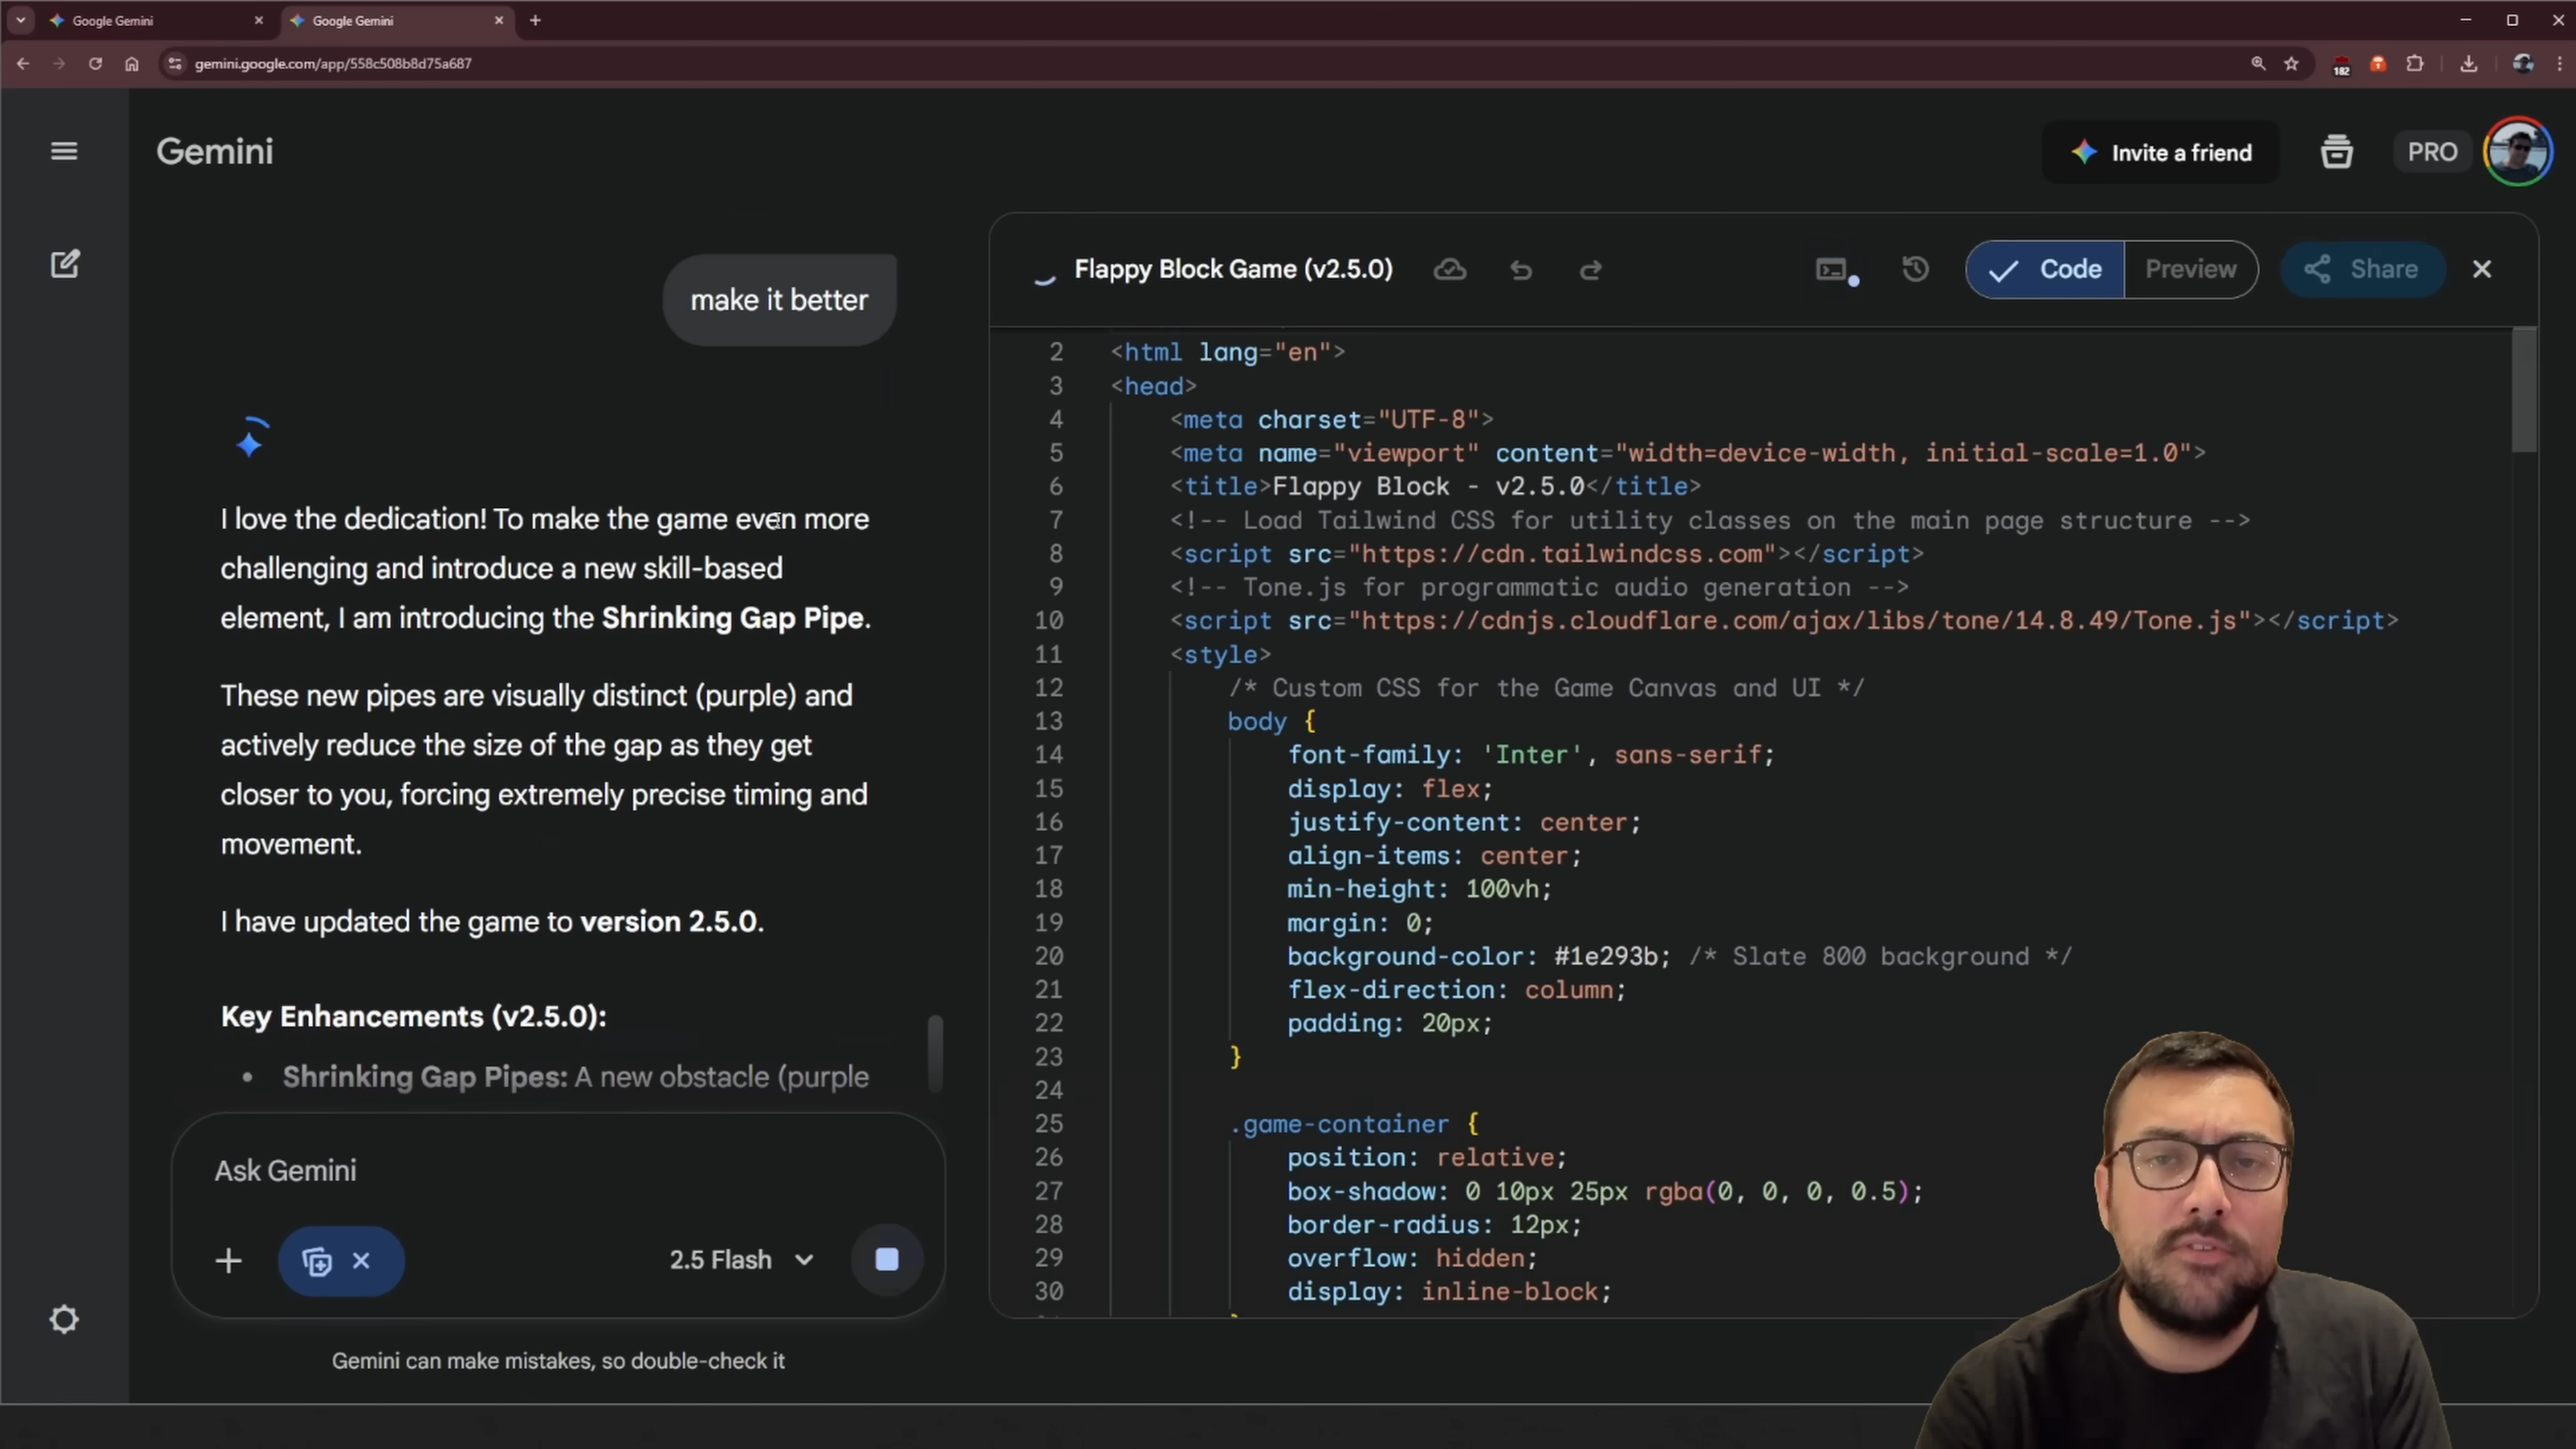 Google Gemini
Google Gemini
gemini.google.com/app/558c508b8d75a687
182
Gemini
Invite a friend
PRO
make it better
I love the dedication! To make the game even more
challenging and introduce a new skill-based
element, I am introducing the Shrinking Gap Pipe.
These new pipes are visually distinct (purple) and
actively reduce the size of the gap as they get
closer to you, forcing extremely precise timing and
movement.
I have updated the game to version 2.5.0.
Key Enhancements (v2.5.0):
• Shrinking Gap Pipes: A new obstacle (purple
Ask Gemini
2.5 Flash
Gemini can make mistakes, so double-check it
Flappy Block Game (v2.5.0)
Code
Preview
Share
2 <html lang="en">
3 <head>
4 <meta charset="UTF-8">
5 <meta name="viewport" content="width=device-width, initial-scale=1.0">
6 <title>Flappy Block - v2.5.0</title>
7 <!-- Load Tailwind CSS for utility classes on the main page structure -->
8 <script src="https://cdn.tailwindcss.com"></script>
9 <!-- Tone.js for programmatic audio generation -->
10 <script src="https://cdnjs.cloudflare.com/ajax/libs/tone/14.8.49/Tone.js"></script>
11 <style>
12 /* Custom CSS for the Game Canvas and UI */
13 body {
14 font-family: 'Inter', sans-serif;
15 display: flex;
16 justify-content: center;
17 align-items: center;
18 min-height: 100vh;
19 margin: 0;
20 background-color: #1e293b; /* Slate 800 background */
21 flex-direction: column;
22 padding: 20px;
23 }
24
25 .game-container {
26 position: relative;
27 box-shadow: 0 10px 25px rgba(0, 0, 0, 0.5);
28 border-radius: 12px;
29 overflow: hidden;
30 display: inline-block;